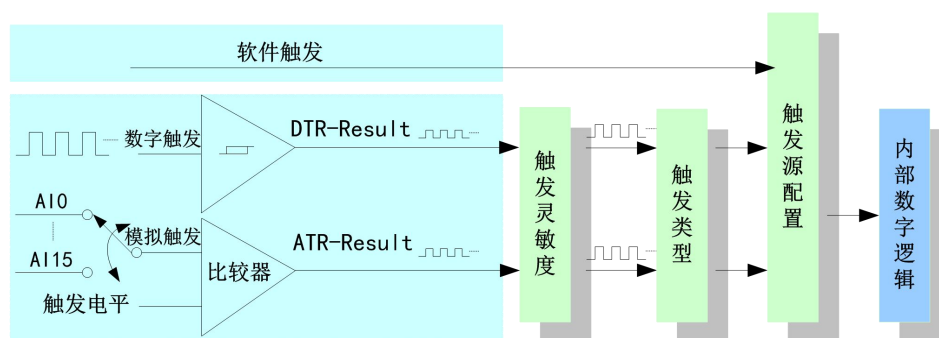 软件触发
数字触发
DTR-Result
AI0
AI15
模拟触发
触发电平
比较器
ATR-Result
触发灵敏度
触发类型
触发源配置
内部数字逻辑